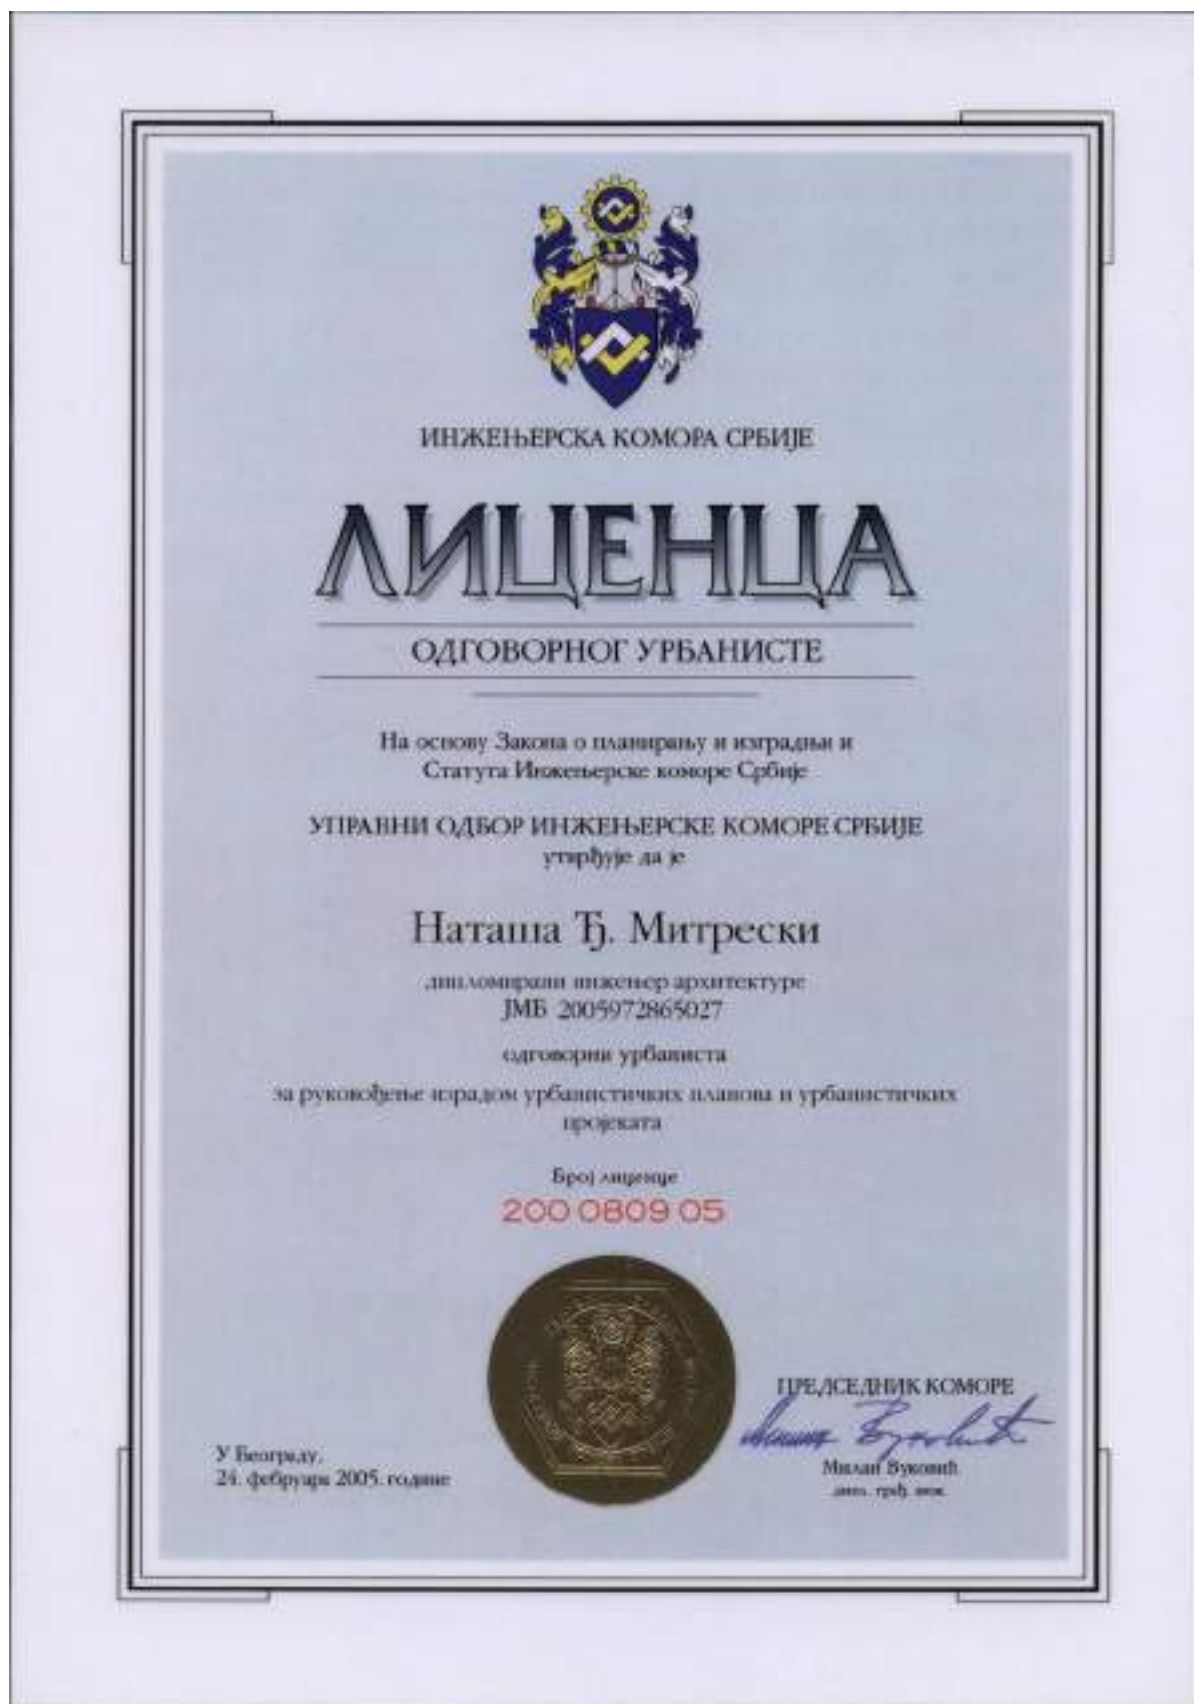 ИНЖЕЊЕРСКА КОМОРА СРБИЈЕ
ЛИЦЕНЦА
ОДГОВОРНОГ УРБАНИСТЕ
На основу Закона о планирању и изградњи и
Статута Инжењерске коморе Србије
УПРАВНИ ОДБОР ИНЖЕЊЕРСКЕ КОМОРЕ СРБИЈЕ
утврђује да је
Наташа Ђ. Митрески
дипломирани инжењер архитектуре
ЈМБ 2005972865027
одговорни урбаниста
за руковођење израдом урбанистичких планова и урбанистичких
пројеката
Број лиценце
200 0809 05
ПРЕДСЕДНИК КОМОРЕ
У Београду,
24. фебруара 2005. године
Милан Вуковић
дипл. грађ. инж.